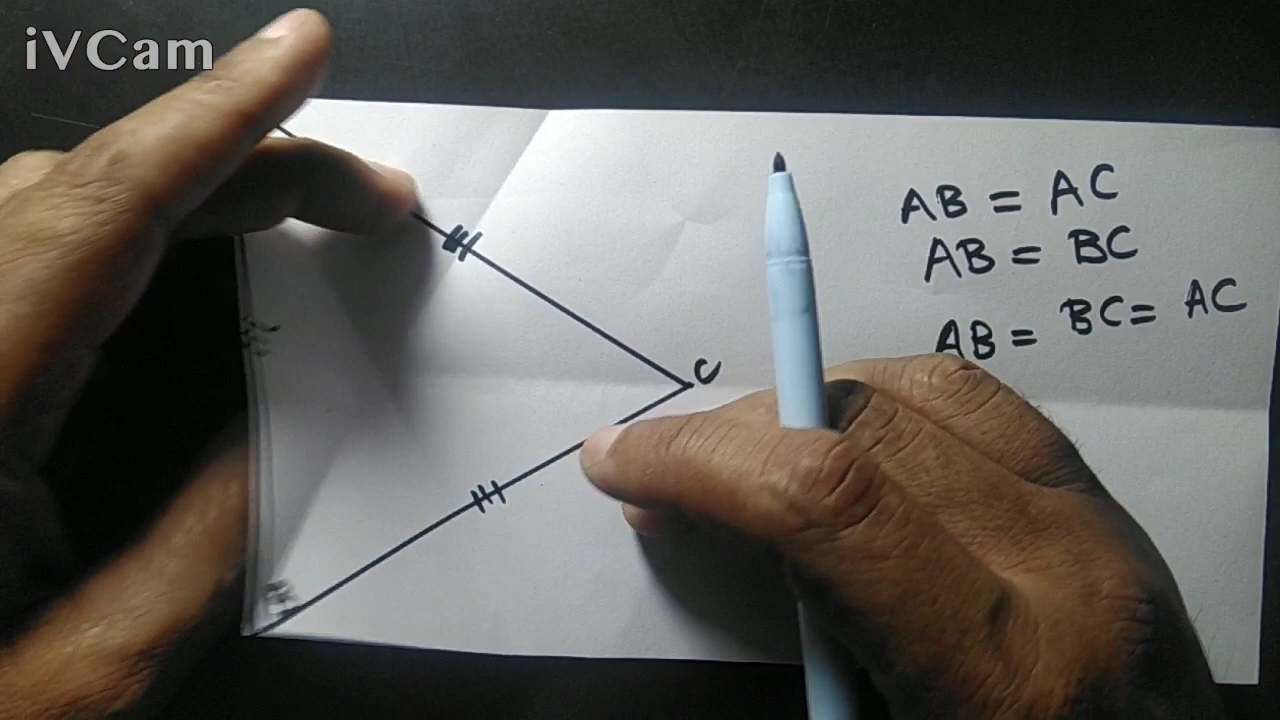 iVCam
AB = AC
AB = BC
AB = BC = AC
C